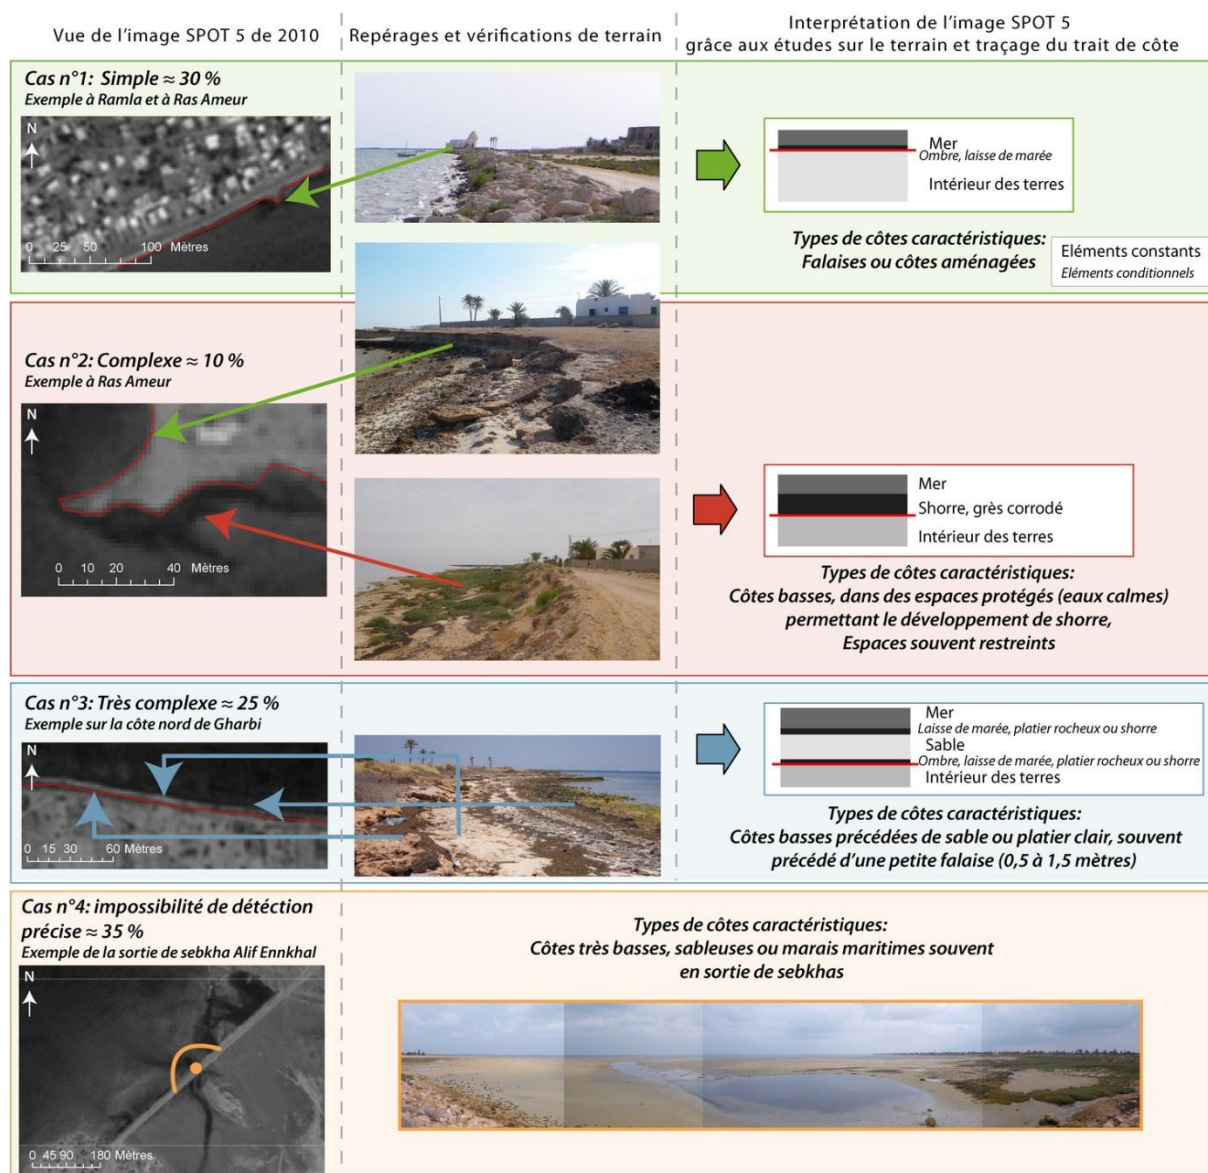 Vue de l'image SPOT 5 de 2010
Repérages et vérifications de terrain
Interprétation de l'image SPOT 5
grâce aux études sur le terrain et traçage du trait de côte
Cas n°1: Simple ≈ 30 %
Exemple à Ramla et à Ras Ameur
N
0 25 50 100 Mètres
Mer
Ombre, laisse de marée
Intérieur des terres
Types de côtes caractéristiques:
Falaises ou côtes aménagées
Eléments constants
Eléments conditionnels
Cas n°2: Complexe ≈ 10 %
Exemple à Ras Ameur
N
0 10 20 40 Mètres
Mer
Shorre, grès corrodé
Intérieur des terres
Types de côtes caractéristiques:
Côtes basses, dans des espaces protégés (eaux calmes)
permettant le développement de shorre,
Espaces souvent restreints
Cas n°3: Très complexe ≈ 25 %
Exemple sur la côte nord de Gharbi
N
0 15 30 60 Mètres
Mer
Laisse de marée, platier rocheux ou shorre
Sable
Ombre, laisse de marée, platier rocheux ou shorre
Intérieur des terres
Types de côtes caractéristiques:
Côtes basses précédées de sable ou platier clair, souvent
précédé d'une petite falaise (0,5 à 1,5 mètres)
Cas n°4: impossibilité de détéction
précise ≈ 35 %
Exemple de la sortie de sebkha Alif Ennkhal
N
0 45 90 180 Mètres
Types de côtes caractéristiques:
Côtes très basses, sableuses ou marais maritimes souvent
en sortie de sebkhas